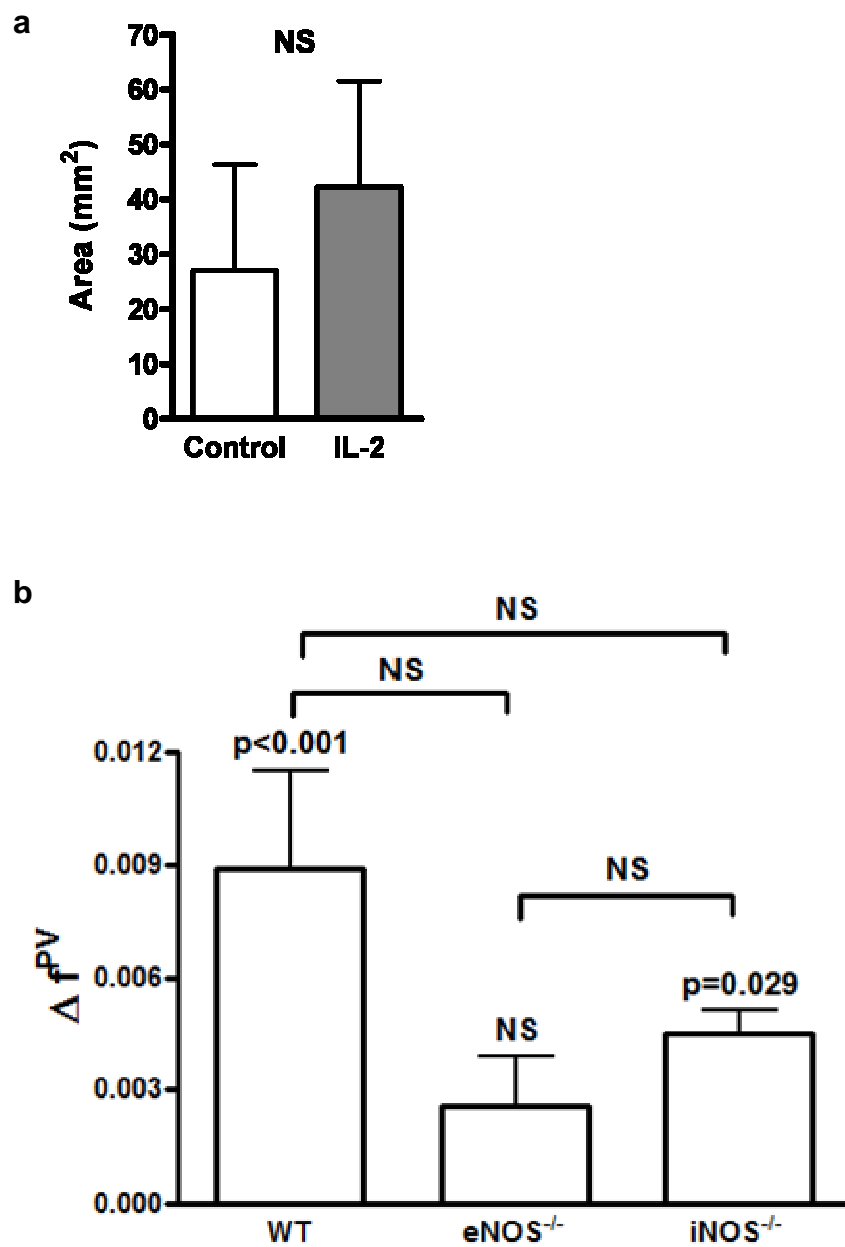 a
NS
70
60
50
40
30
20
10
0
Area (mm²)
Control IL-2
b
NS
NS
p<0.001
NS
p=0.029
NS
0.012
0.009
0.006
0.003
0.000
Δ fPV
WT eNOS-/- iNOS-/-